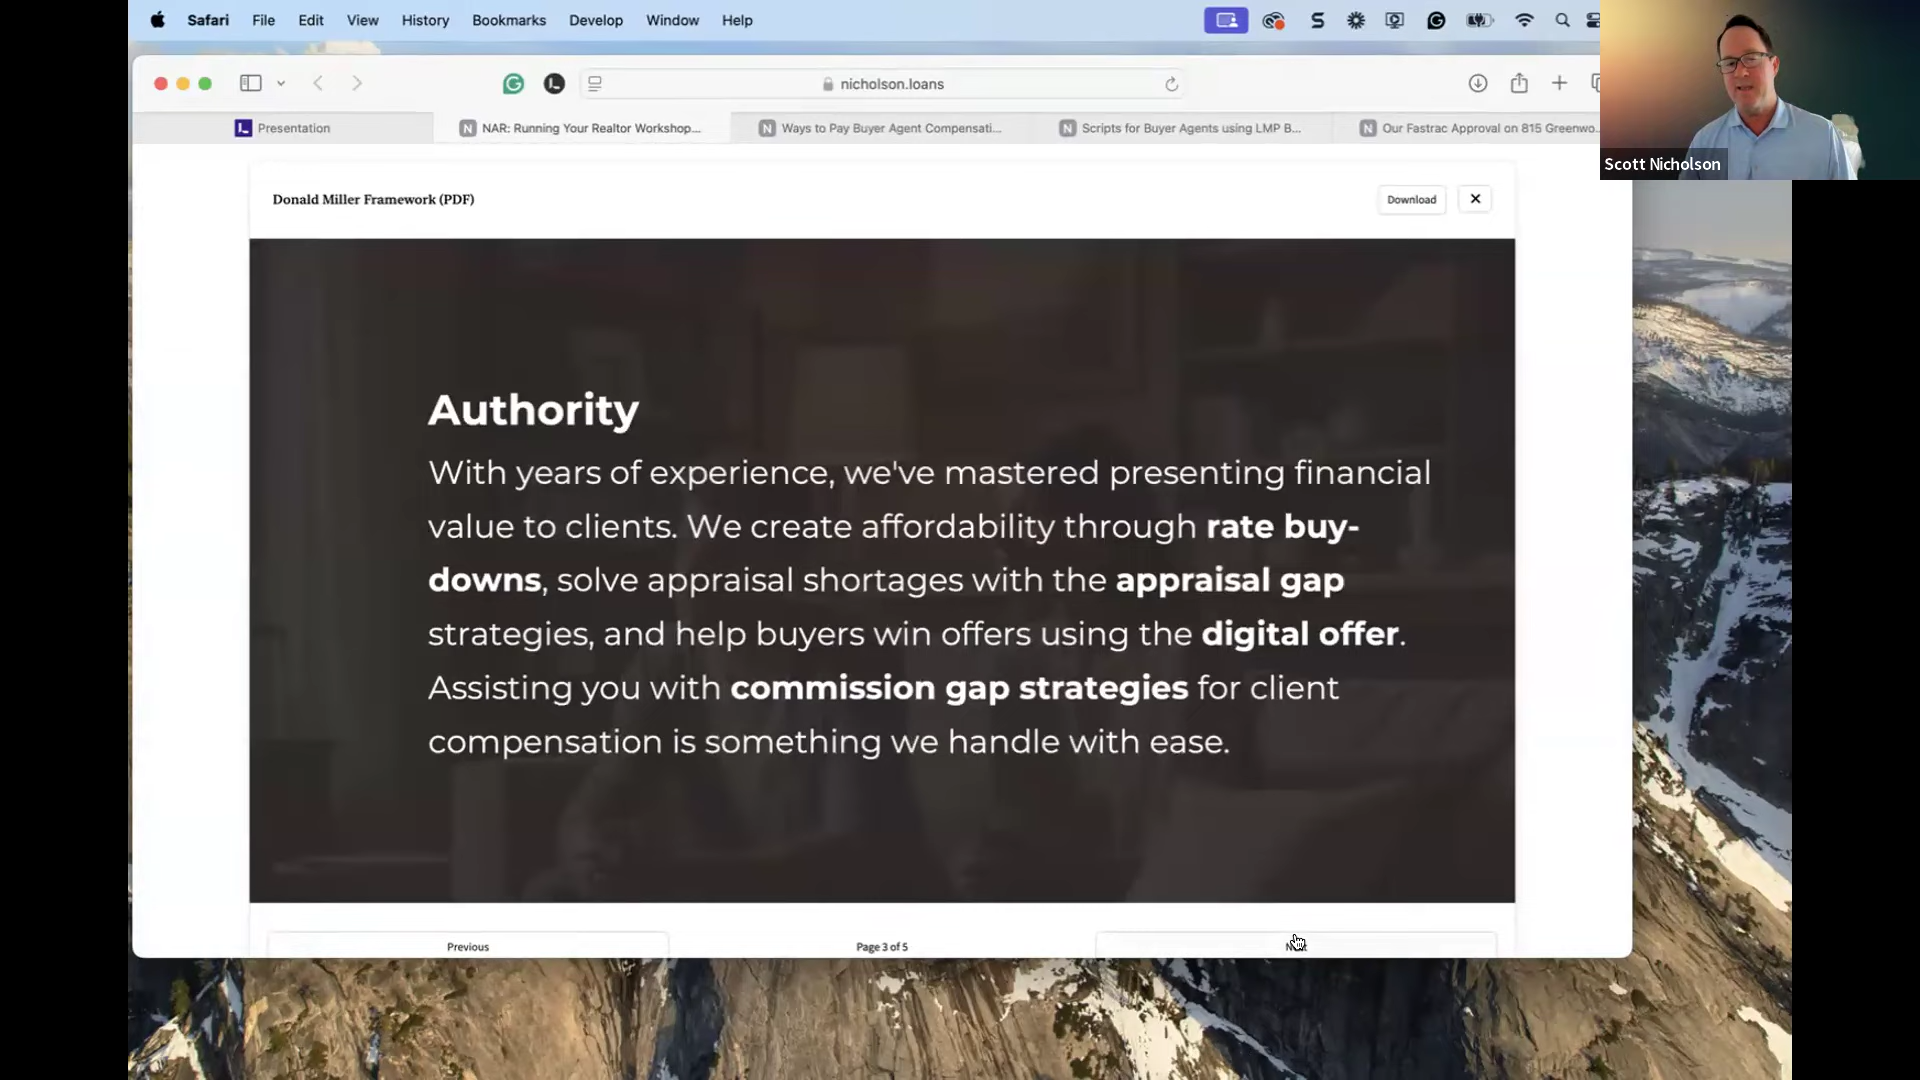 Safari File Edit View History Bookmarks Develop Window Help
nicholson.loans
Presentation
NAR: Running Your Realtor Workshop...
Ways to Pay Buyer Agent Compensati...
Scripts for Buyer Agents using LMP B...
Our Fastrac Approval on 815 Greenwo...
Scott Nicholson
Donald Miller Framework (PDF)
Download
Authority
With years of experience, we've mastered presenting financial
value to clients. We create affordability through rate buy-
downs, solve appraisal shortages with the appraisal gap
strategies, and help buyers win offers using the digital offer.
Assisting you with commission gap strategies for client
compensation is something we handle with ease.
Previous
Page 3 of 5